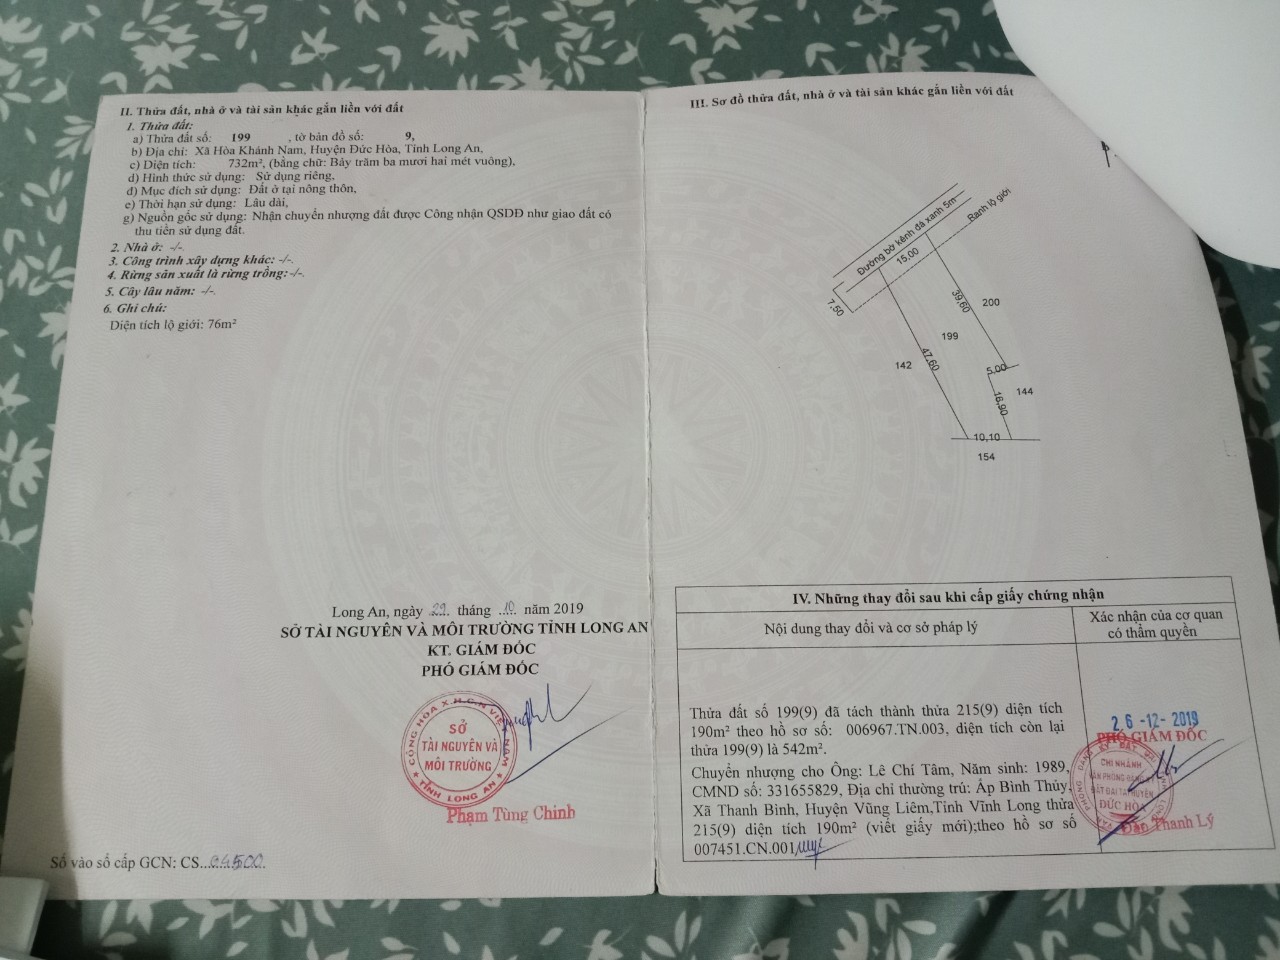 II. Thửa đất, nhà ở và tài sản khác gắn liền với đất
1. Thửa đất:
a) Thửa đất số: 199 , tờ bản đồ số: 9,
b) Địa chỉ: Xã Hòa Khánh Nam, Huyện Đức Hòa, Tỉnh Long An,
c) Diện tích: 732m², (bằng chữ: Bảy trăm ba mươi hai mét vuông),
d) Hình thức sử dụng: Sử dụng riêng,
đ) Mục đích sử dụng: Đất ở tại nông thôn,
e) Thời hạn sử dụng: Lâu dài,
g) Nguồn gốc sử dụng: Nhận chuyển nhượng đất được Công nhận QSDĐ như giao đất có
thu tiền sử dụng đất.
2. Nhà ở: -/-.
3. Công trình xây dựng khác: -/-.
4. Rừng sản xuất là rừng trồng: -/-.
5. Cây lâu năm: -/-.
6. Ghi chú:
Diện tích lộ giới: 76m²
Long An, ngày 29 tháng 10 năm 2019
SỞ TÀI NGUYÊN VÀ MÔI TRƯỜNG TỈNH LONG AN
KT. GIÁM ĐỐC
PHÓ GIÁM ĐỐC
CỘNG HÒA X.H.C.N VIỆT NAM
SỞ
TÀI NGUYÊN VÀ
MÔI TRƯỜNG
TỈNH LONG AN
Phạm Tùng Chinh
Số vào sổ cấp GCN: CS 04500
III. Sơ đồ thửa đất, nhà ở và tài sản khác gắn liền với đất
Đường bờ kênh đá xanh 5m
Ranh lộ giới
15,00
7,50
39,60
200
199
47,60
142
5,00
144
16,90
10,10
154
IV. Những thay đổi sau khi cấp giấy chứng nhận
Nội dung thay đổi và cơ sở pháp lý
Xác nhận của cơ quan
có thẩm quyền
Thửa đất số 199(9) đã tách thành thửa 215(9) diện tích
190m² theo hồ sơ số: 006967.TN.003, diện tích còn lại
thửa 199(9) là 542m².
Chuyển nhượng cho Ông: Lê Chí Tâm, Năm sinh: 1989,
CMND số: 331655829, Địa chỉ thường trú: Ấp Bình Thủy,
Xã Thanh Bình, Huyện Vũng Liêm,Tỉnh Vĩnh Long thửa
215(9) diện tích 190m² (viết giấy mới);theo hồ sơ số
007451.CN.001
26 -12- 2019
PHÓ GIÁM ĐỐC
CHI NHÁNH
VĂN PHÒNG ĐĂNG KÝ
ĐẤT ĐAI TẠI HUYỆN
ĐỨC HÒA
Thanh Lý